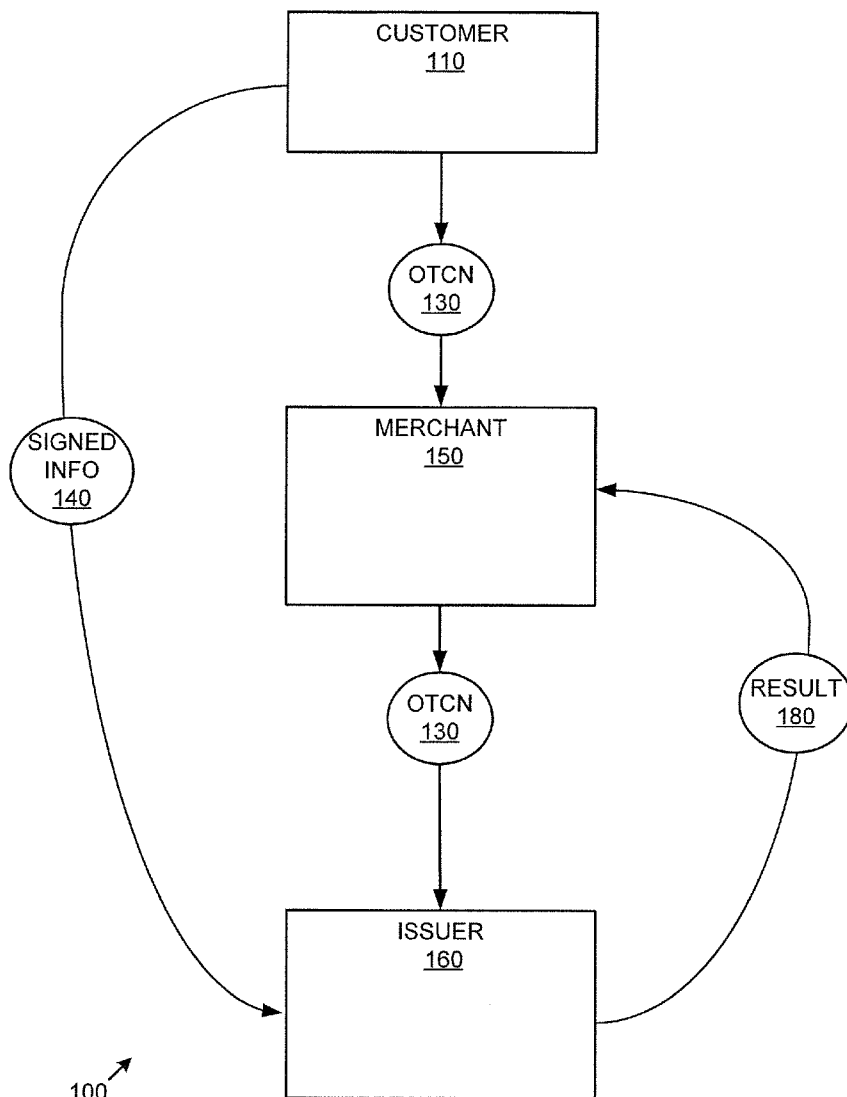 CUSTOMER
110
OTCN
130
MERCHANT
150
SIGNED
INFO
140
OTCN
130
RESULT
180
ISSUER
160
100